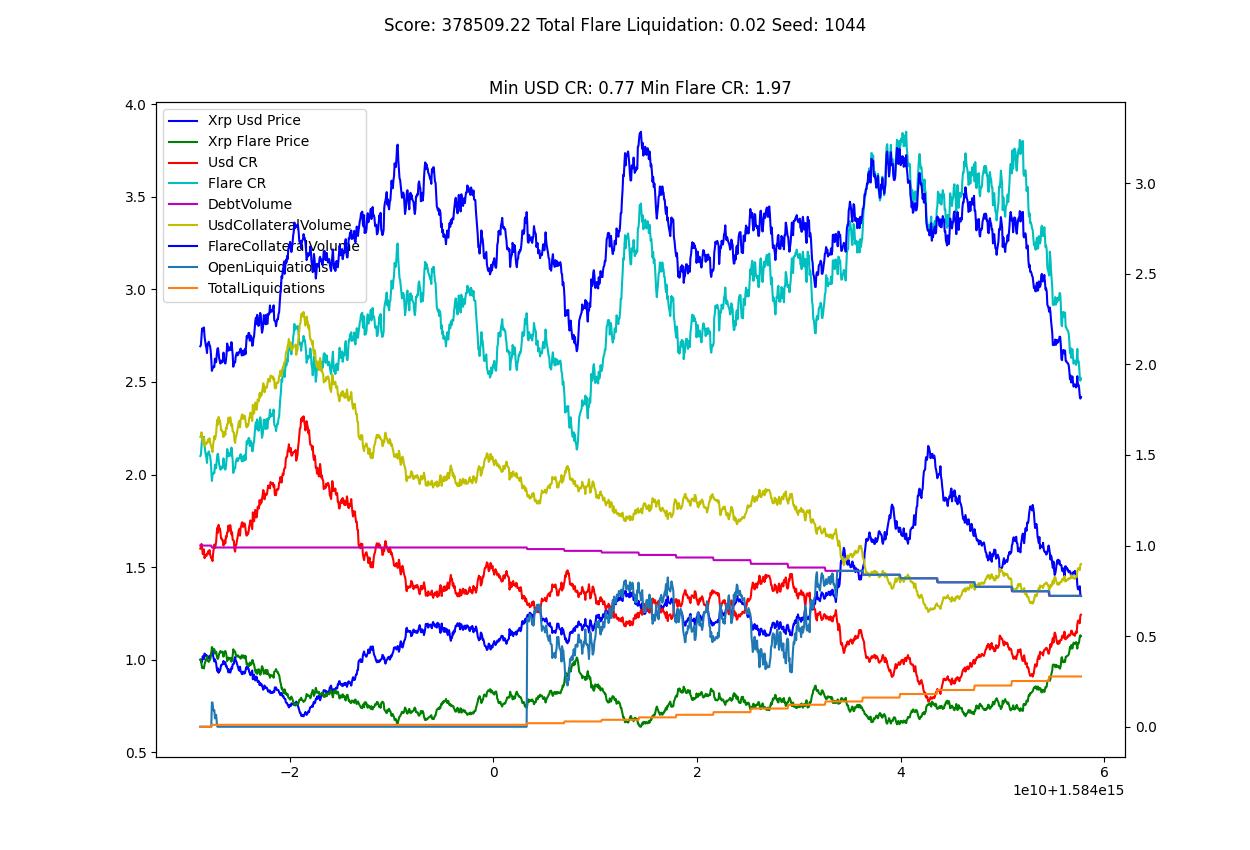 Score: 378509.22 Total Flare Liquidation: 0.02 Seed: 1044
Min USD CR: 0.77 Min Flare CR: 1.97
Xrp Usd Price
Xrp Flare Price
Usd CR
Flare CR
DebtVolume
UsdCollateralVolume
FlareCollateralVolume
OpenLiquidations
TotalLiquidations
4.0
3.5
3.0
2.5
2.0
1.5
1.0
0.5
3.0
2.5
2.0
1.5
1.0
0.5
0.0
−2 0 2 4 6
1e10+1.584e15